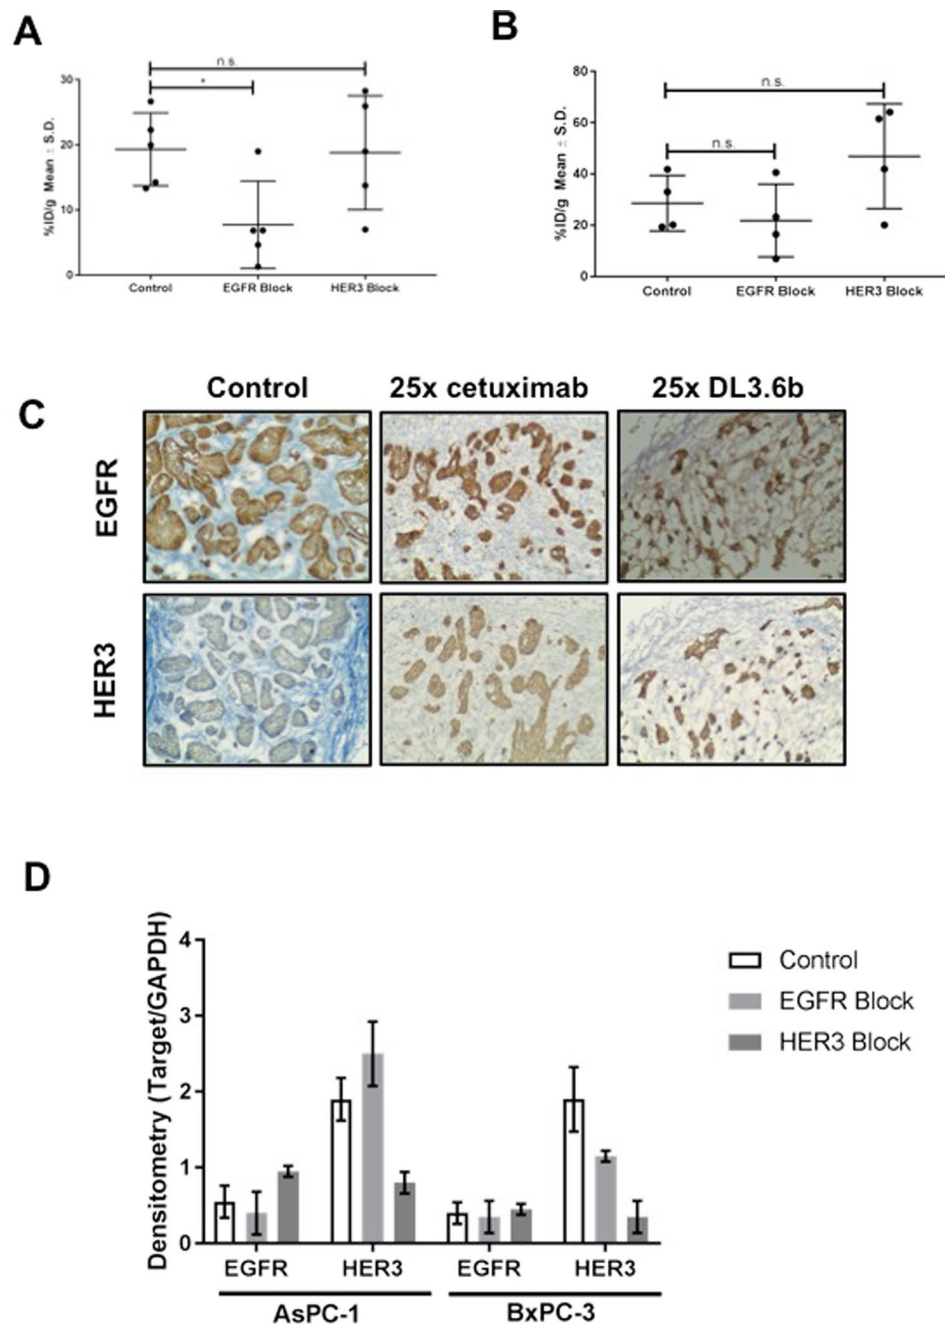 A
n.s.
*
30
20
10
0
%ID/g Mean ± S.D.
Control
EGFR Block
HER3 Block
B
n.s.
n.s.
80
60
40
20
0
%ID/g Mean ± S.D.
Control
EGFR Block
HER3 Block
C
Control
25x cetuximab
25x DL3.6b
EGFR
HER3
D
Densitometry (Target/GAPDH)
4
3
2
1
0
EGFR
HER3
EGFR
HER3
AsPC-1
BxPC-3
Control
EGFR Block
HER3 Block